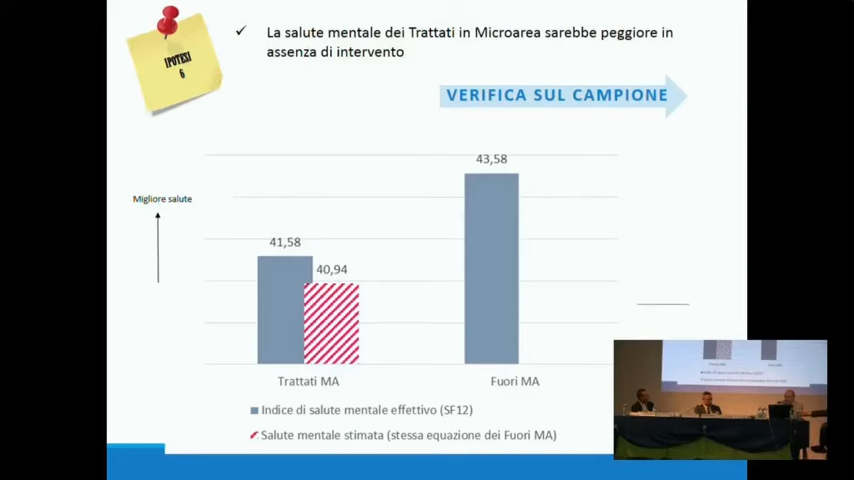 IPOTESI
6
✓ La salute mentale dei Trattati in Microarea sarebbe peggiore in
assenza di intervento
VERIFICA SUL CAMPIONE
Migliore salute
43,58
41,58
40,94
Trattati MA
Fuori MA
Indice di salute mentale effettivo (SF12)
Salute mentale stimata (stessa equazione dei Fuori MA)